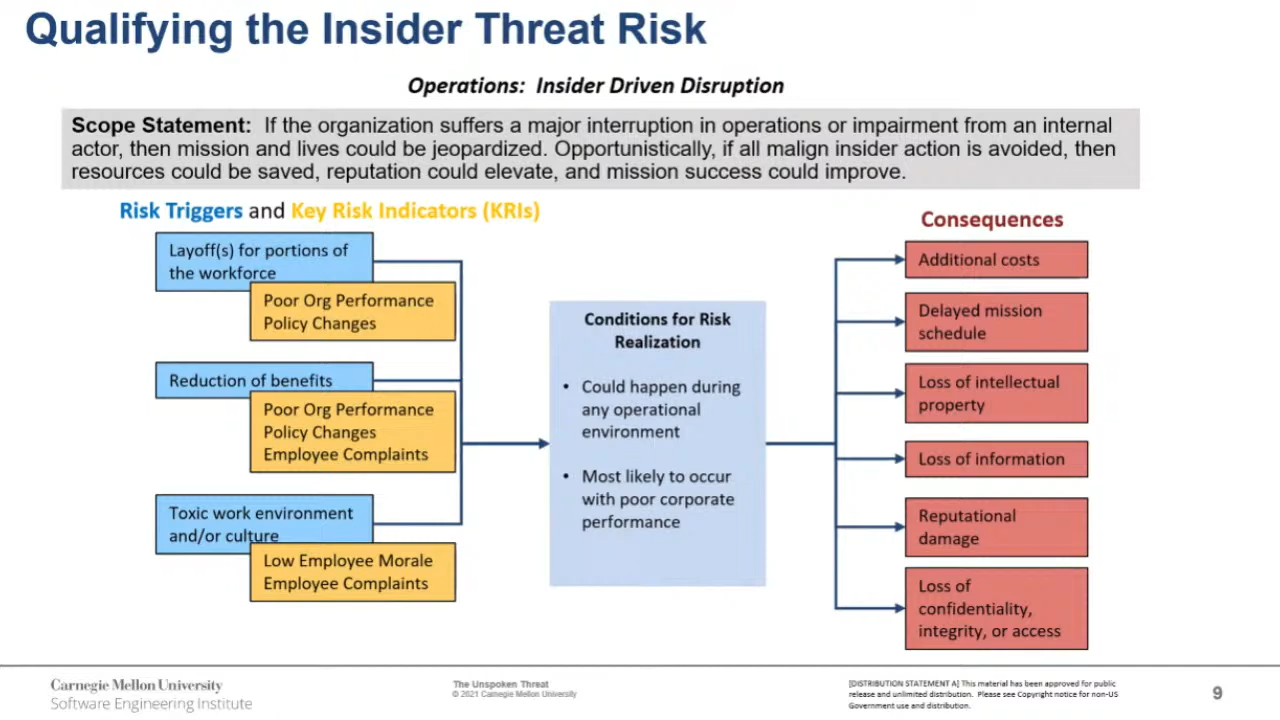 Qualifying the Insider Threat Risk
Operations: Insider Driven Disruption
Scope Statement: If the organization suffers a major interruption in operations or impairment from an internal
actor, then mission and lives could be jeopardized. Opportunistically, if all malign insider action is avoided, then
resources could be saved, reputation could elevate, and mission success could improve.
Risk Triggers and Key Risk Indicators (KRIs)
Layoff(s) for portions of
the workforce
Poor Org Performance
Policy Changes
Reduction of benefits
Poor Org Performance
Policy Changes
Employee Complaints
Toxic work environment
and/or culture
Low Employee Morale
Employee Complaints
Conditions for Risk
Realization
• Could happen during
any operational
environment
• Most likely to occur
with poor corporate
performance
Consequences
Additional costs
Delayed mission
schedule
Loss of intellectual
property
Loss of information
Reputational
damage
Loss of
confidentiality,
integrity, or access
Carnegie Mellon University
Software Engineering Institute
The Unspoken Threat
© 2021 Carnegie Mellon University
[DISTRIBUTION STATEMENT A] This material has been approved for public
release and unlimited distribution. Please see Copyright notice for non-US
Government use and distribution.
9